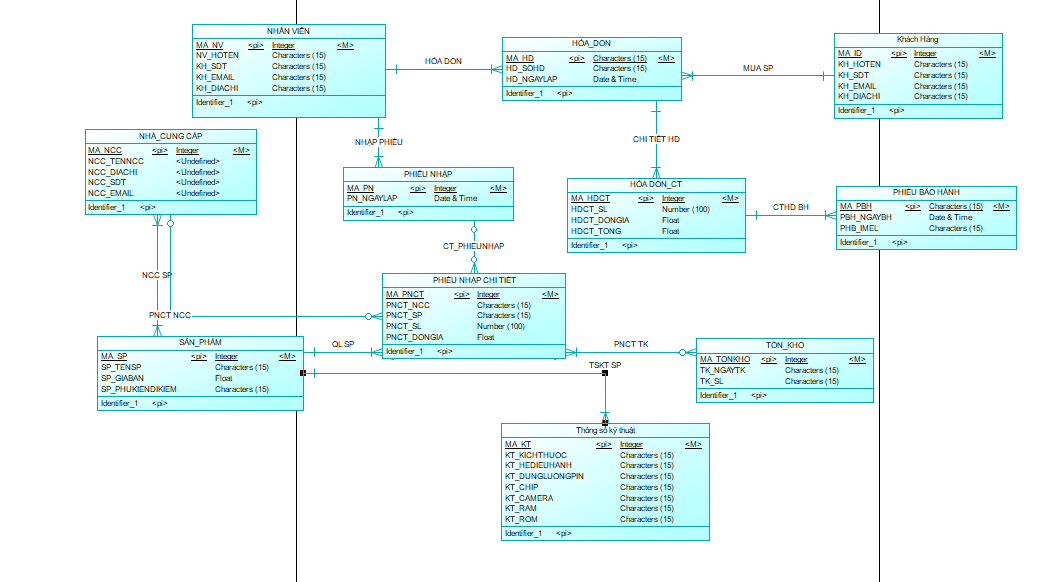 NHÂN VIÊN
MA_NV <pi> Integer <M>
NV_HOTEN Characters (15)
KH_SDT Characters (15)
KH_EMAIL Characters (15)
KH_DIACHI Characters (15)
Identifier_1 <pi>
HÓA ĐON
HÓA_DON
MA_HD <pi> Characters (15) <M>
HD_SOHD Characters (15)
HD_NGAYLAP Date & Time
Identifier_1 <pi>
MUA SP
Khách Hàng
MA_ID <pi> Integer <M>
KH_HOTEN Characters (15)
KH_SDT Characters (15)
KH_EMAIL Characters (15)
KH_DIACHI Characters (15)
Identifier_1 <pi>
NHÀ_CUNG CẤP
MA_NCC <pi> Integer <M>
NCC_TENNCC <Undefined>
NCC_DIACHI <Undefined>
NCC_SDT <Undefined>
NCC_EMAIL <Undefined>
Identifier_1 <pi>
NHẬP PHIẾU
CHI TIẾT HD
PHIẾU NHẬP
MA_PN <pi> Integer <M>
PN_NGAYLAP Date & Time
Identifier_1 <pi>
HÓA DON_CT
MA_HDCT <pi> Integer <M>
HDCT_SL Number (100)
HDCT_DONGIA Float
HDCT_TONG Float
Identifier_1 <pi>
CTHD BH
PHIẾU BẢO HÀNH
MA_PBH <pi> Characters (15) <M>
PBH_NGAYBH Date & Time
PHB_IMEL Characters (15)
Identifier_1 <pi>
CT_PHIEUNHAP
NCC SP
PNCT NCC
PHIẾU NHẬP CHI TIẾT
MA_PNCT <pi> Integer <M>
PNCT_NCC Characters (15)
PNCT_SP Characters (15)
PNCT_SL Number (100)
PNCT_DONGIA Float
Identifier_1 <pi>
SẢN_PHẨM
MA_SP <pi> Integer <M>
SP_TENSP Characters (15)
SP_GIABAN Float
SP_PHUKIENDIKIEM Characters (15)
Identifier_1 <pi>
QL SP
PNCT TK
TỒN_KHO
MA_TONKHO <pi> Integer <M>
TK_NGAYTK Characters (15)
TK_SL Characters (15)
Identifier_1 <pi>
TSKT SP
Thông số kỹ thuật
MA_KT <pi> Integer <M>
KT_KICHTHUOC Characters (15)
KT_HEDIEUHANH Characters (15)
KT_DUNGLUONGPIN Characters (15)
KT_CHIP Characters (15)
KT_CAMERA Characters (15)
KT_RAM Characters (15)
KT_ROM Characters (15)
Identifier_1 <pi>